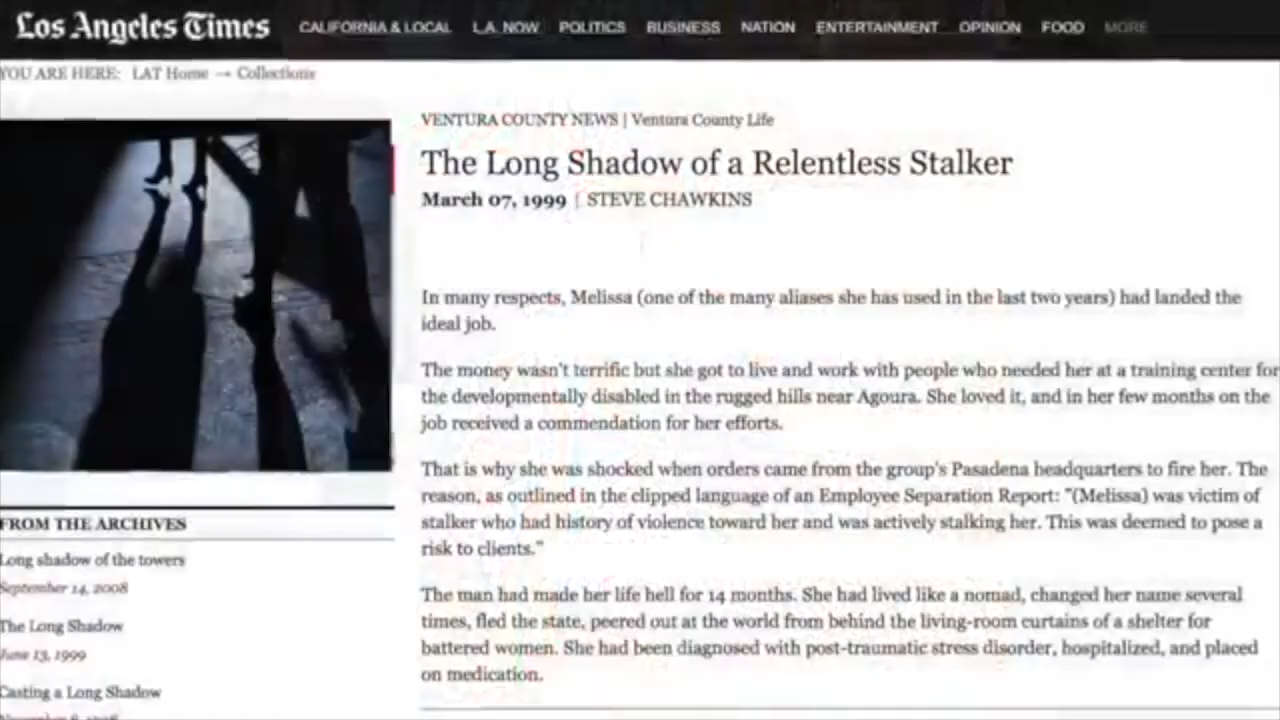 Los Angeles Times
CALIFORNIA & LOCAL L.A. NOW POLITICS BUSINESS NATION ENTERTAINMENT OPINION FOOD MORE
YOU ARE HERE: LAT Home → Collections
VENTURA COUNTY NEWS | Ventura County Life
The Long Shadow of a Relentless Stalker
March 07, 1999 | STEVE CHAWKINS
In many respects, Melissa (one of the many aliases she has used in the last two years) had landed the
ideal job.
The money wasn't terrific but she got to live and work with people who needed her at a training center for
the developmentally disabled in the rugged hills near Agoura. She loved it, and in her few months on the
job received a commendation for her efforts.
That is why she was shocked when orders came from the group's Pasadena headquarters to fire her. The
reason, as outlined in the clipped language of an Employee Separation Report: "(Melissa) was victim of
stalker who had history of violence toward her and was actively stalking her. This was deemed to pose a
risk to clients."
The man had made her life hell for 14 months. She had lived like a nomad, changed her name several
times, fled the state, peered out at the world from behind the living-room curtains of a shelter for
battered women. She had been diagnosed with post-traumatic stress disorder, hospitalized, and placed
on medication.
FROM THE ARCHIVES
Long shadow of the towers
September 14, 2008
The Long Shadow
June 13, 1999
Casting a Long Shadow